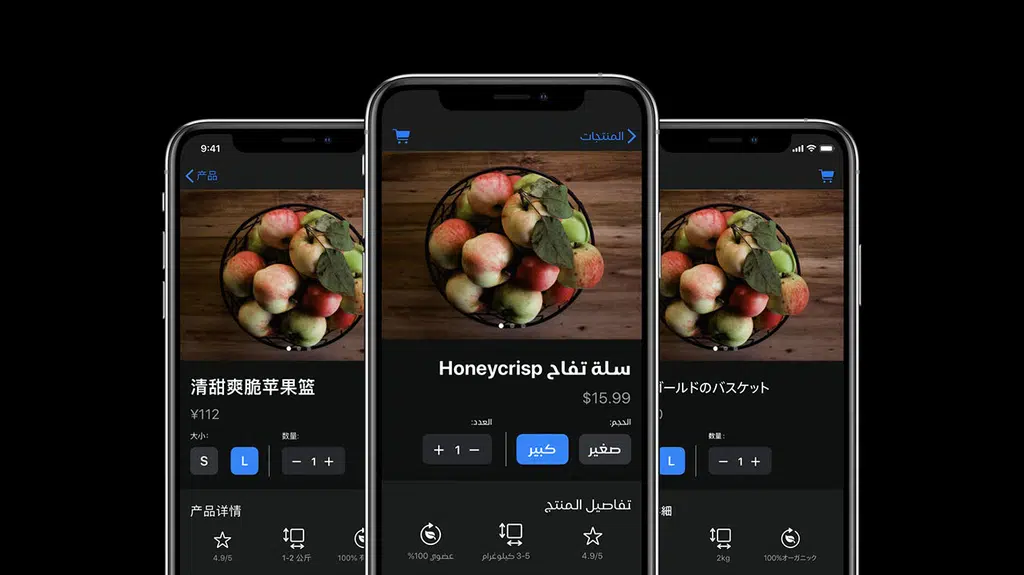 9:41
产品
清甜爽脆苹果篮
¥112
大小:
数量:
S
L
− 1 +
产品详情
4.9/5
1-2 公斤
100%
المنتجات
سلة تفاح Honeycrisp
$15.99
الحجم:
العدد:
صغير
كبير
+ 1 −
تفاصيل المنتج
4.9/5
3-5 كيلوغرام
عضوي 100%
ゴールドのバスケット
数量:
L
− 1 +
細
2kg
100%オーガニック